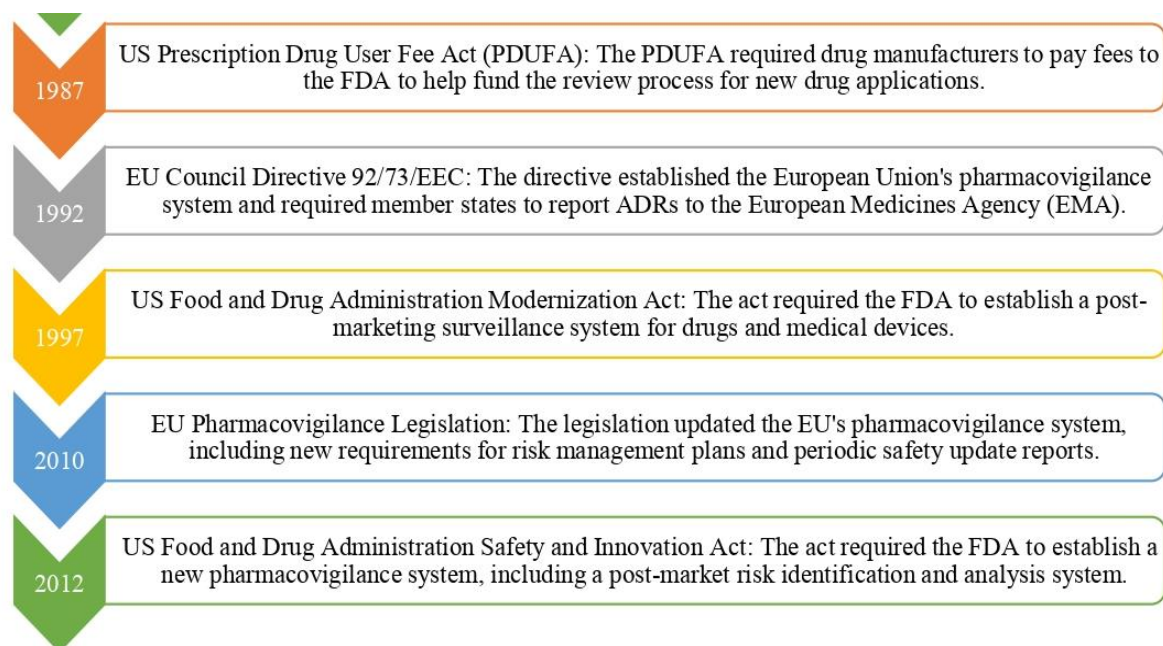 US Prescription Drug User Fee Act (PDUFA): The PDUFA required drug manufacturers to pay fees to
the FDA to help fund the review process for new drug applications.
1987
EU Council Directive 92/73/EEC: The directive established the European Union's pharmacovigilance
system and required member states to report ADRs to the European Medicines Agency (EMA).
1992
US Food and Drug Administration Modernization Act: The act required the FDA to establish a post-
marketing surveillance system for drugs and medical devices.
1997
EU Pharmacovigilance Legislation: The legislation updated the EU's pharmacovigilance system,
including new requirements for risk management plans and periodic safety update reports.
2010
US Food and Drug Administration Safety and Innovation Act: The act required the FDA to establish a
new pharmacovigilance system, including a post-market risk identification and analysis system.
2012